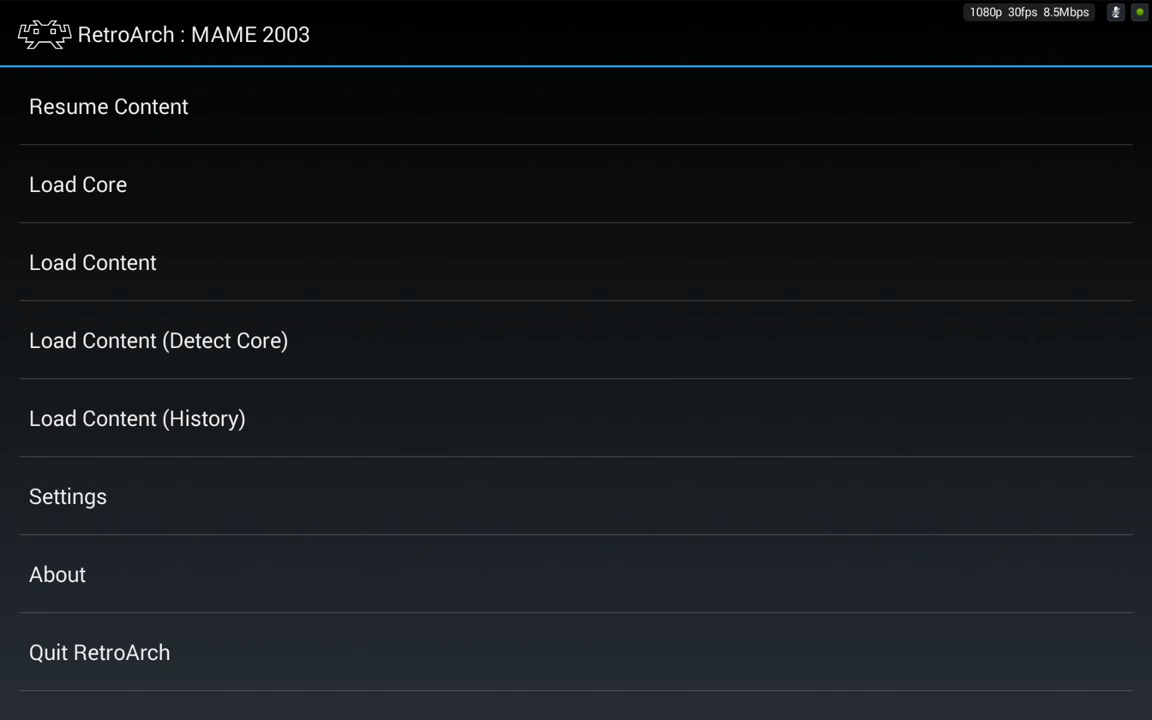 1080p 30fps 8.5Mbps
RetroArch : MAME 2003
Resume Content
Load Core
Load Content
Load Content (Detect Core)
Load Content (History)
Settings
About
Quit RetroArch